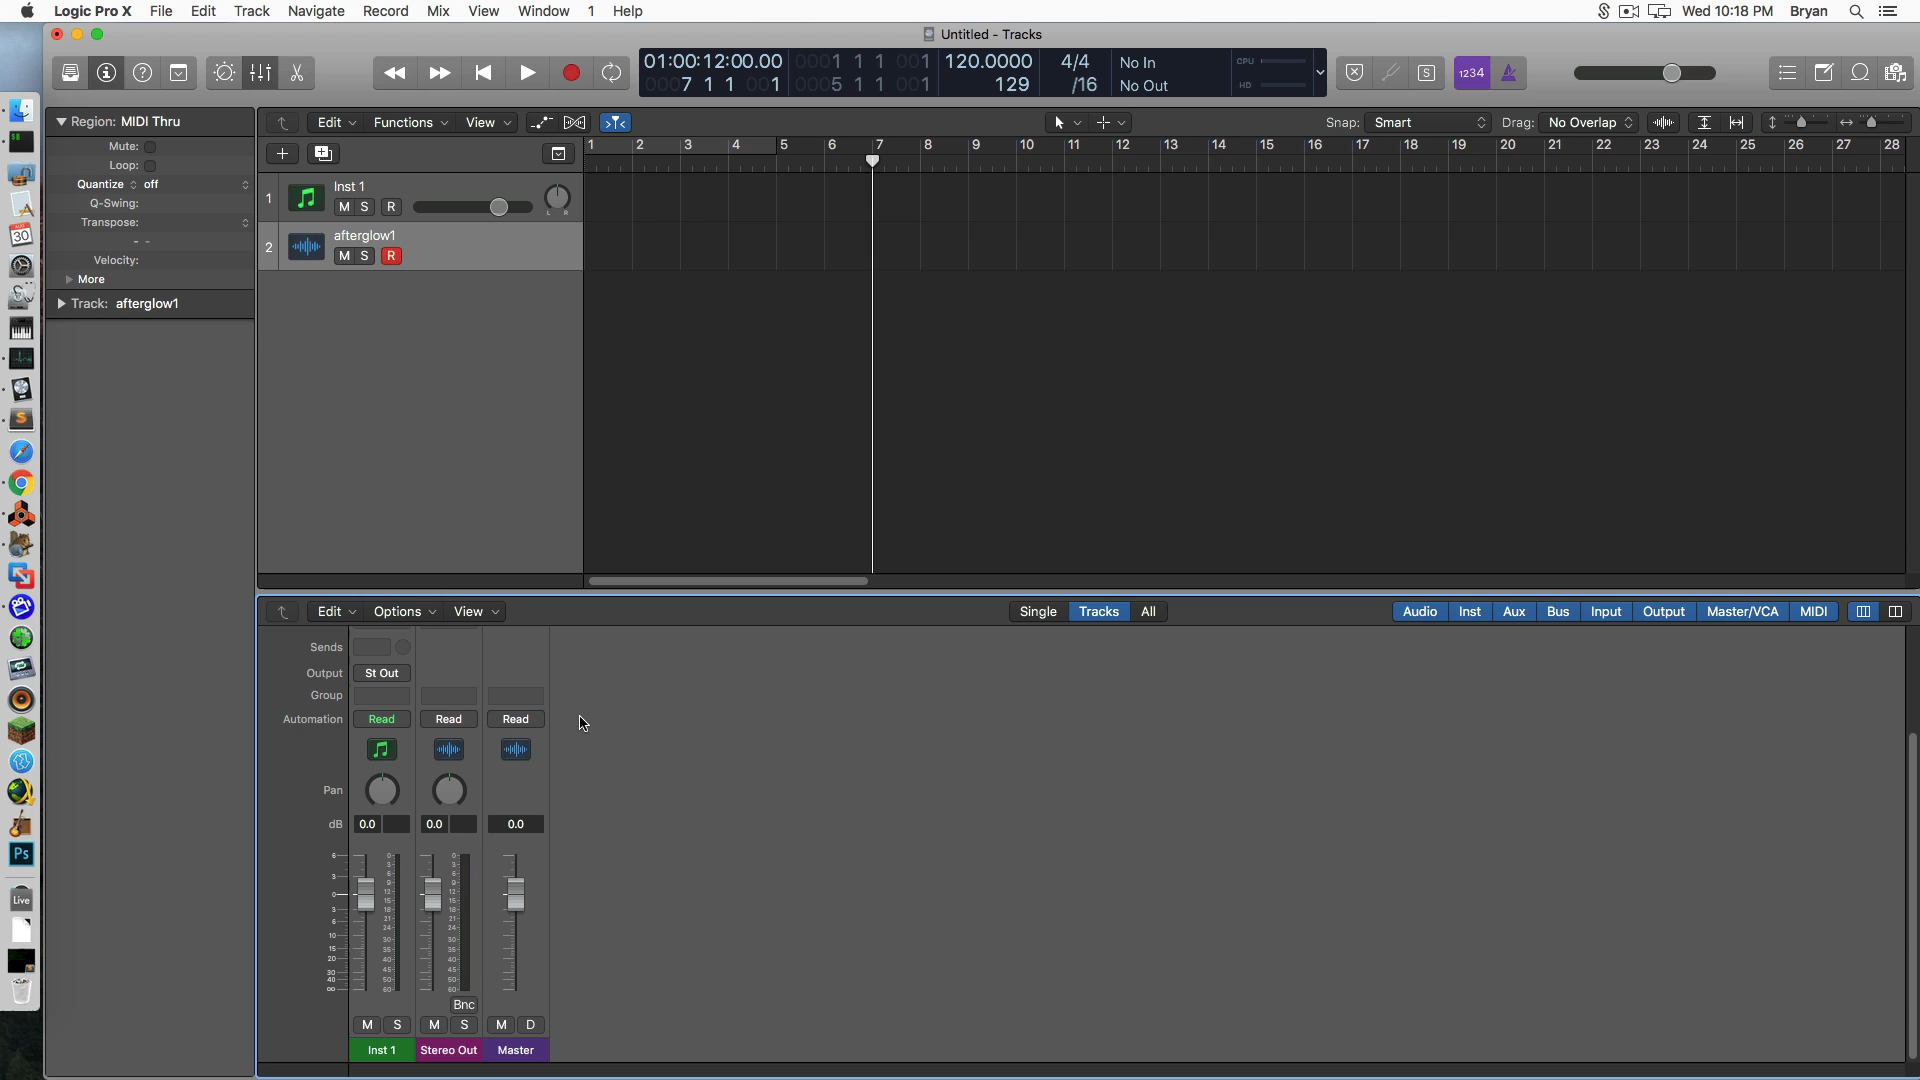 Logic Pro X File Edit Track Navigate Record Mix View Window 1 Help Wed 10:18 PM Bryan
Untitled - Tracks
01:00:12:00.00 0001 1 1 001 120.0000 4/4 No In CPU
0007 1 1 001 0005 1 1 001 129 /16 No Out HD
S 1234
Region: MIDI Thru
Edit Functions View Snap: Smart Drag: No Overlap
Mute:
Loop:
Quantize off
Q-Swing:
Transpose:
- -
Velocity:
More
Track: afterglow1
1 2 3 4 5 6 7 8 9 10 11 12 13 14 15 16 17 18 19 20 21 22 23 24 25 26 27 28
1 Inst 1
M S R L R
2 afterglow1
M S R
Edit Options View Single Tracks All Audio Inst Aux Bus Input Output Master/VCA MIDI
Sends
Output St Out
Group
Automation Read Read Read
Pan
dB 0.0 0.0 0.0
6 3 0 3 6 10 15 20 30 40 ∞
0 3 6 9 12 15 18 21 24 30 35 40 45 50 60
0 3 6 9 12 15 18 21 24 30 35 40 45 50 60
Bnc
M S M S M D
Inst 1 Stereo Out Master
AUG
30
Ps
Live